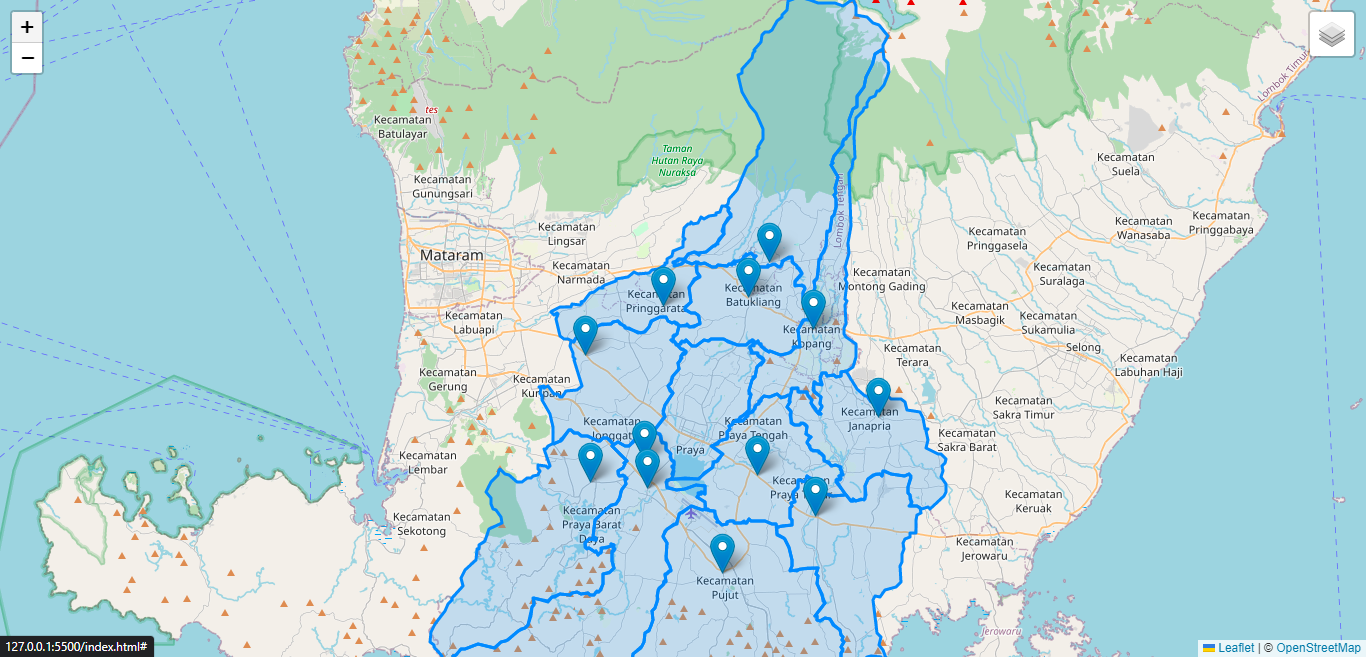 +
−
tes
Kecamatan
Batulayar
Taman
Hutan Raya
Nuraksa
Lombok Timur
Kecamatan
Suela
Kecamatan
Gunungsari
Lombok Tengah
Kecamatan
Lingsar
Kecamatan
Wanasaba
Kecamatan
Pringgabaya
Kecamatan
Pringgasela
Mataram
Kecamatan
Narmada
Kecamatan
Montong Gading
Kecamatan
Suralaga
Kecamatan
Pringgarata
Kecamatan
Batukliang
Kecamatan
Masbagik
Kecamatan
Labuapi
Kecamatan
Kopang
Kecamatan
Sukamulia
Selong
Kecamatan
Terara
Kecamatan
Labuhan Haji
Kecamatan
Gerung
Kecamatan
Kuripan
Kecamatan
Sakra Timur
Kecamatan
Janapria
Kecamatan
Jonggat
Kecamatan
Praya Tengah
Praya
Kecamatan
Sakra Barat
Kecamatan
Lembar
Kecamatan
Praya
Kecamatan
Keruak
Kecamatan
Sekotong
Kecamatan
Praya Barat
Daya
Kecamatan
Jerowaru
Kecamatan
Pujut
Jerowaru
127.0.0.1:5500/index.html#
Leaflet | © OpenStreetMap